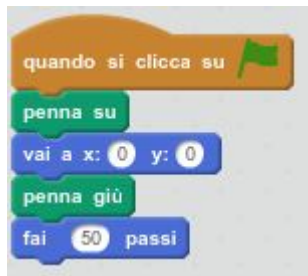 quando si clicca su
penna su
vai a x: 0 y: 0
penna giù
fai 50 passi